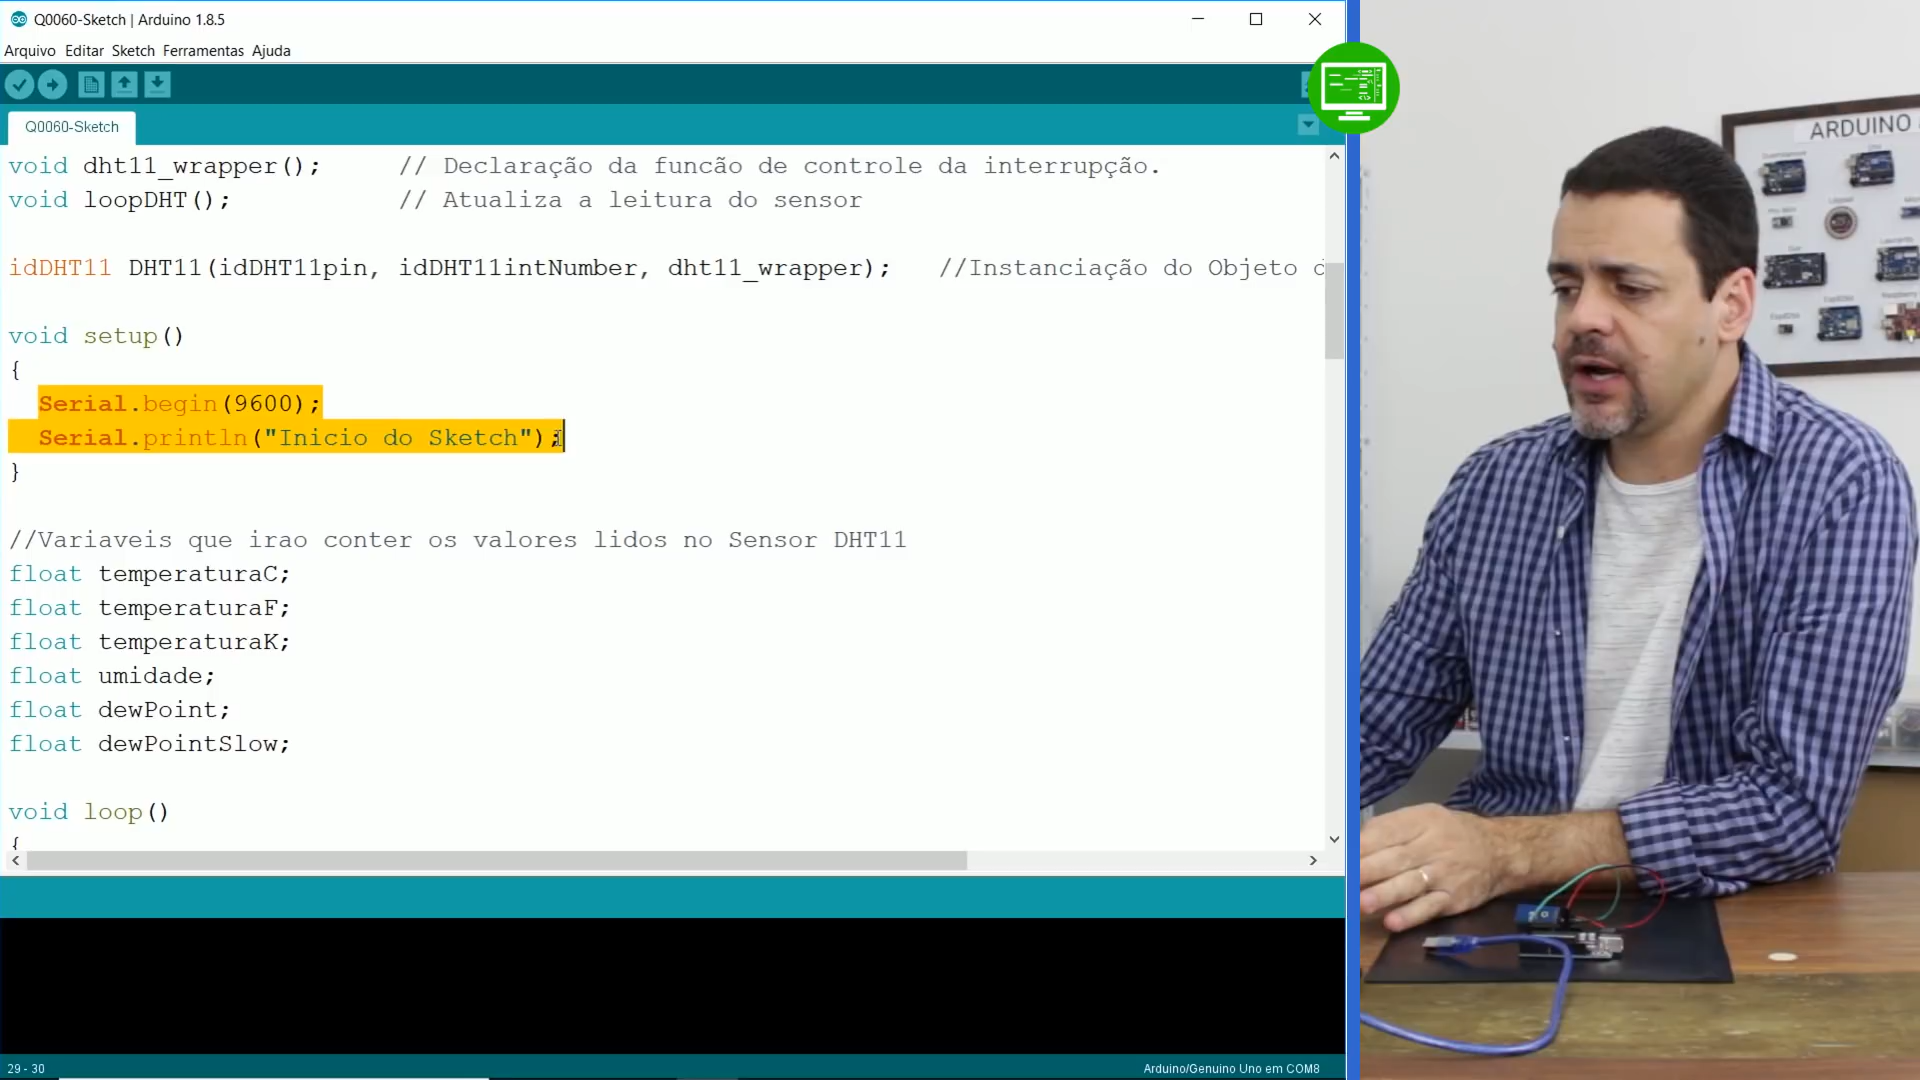 Q0060-Sketch | Arduino 1.8.5
Arquivo Editar Sketch Ferramentas Ajuda
Q0060-Sketch
void dht11_wrapper(); // Declaração da funcão de controle da interrupção.
void loopDHT(); // Atualiza a leitura do sensor
idDHT11 DHT11(idDHT11pin, idDHT11intNumber, dht11_wrapper); //Instanciação do Objeto d
void setup()
{
Serial.begin(9600);
Serial.println("Inicio do Sketch");
}
//Variaveis que irao conter os valores lidos no Sensor DHT11
float temperaturaC;
float temperaturaF;
float temperaturaK;
float umidade;
float dewPoint;
float dewPointSlow;
void loop()
{
29 - 30
Arduino/Genuino Uno em COM8
ARDUINO